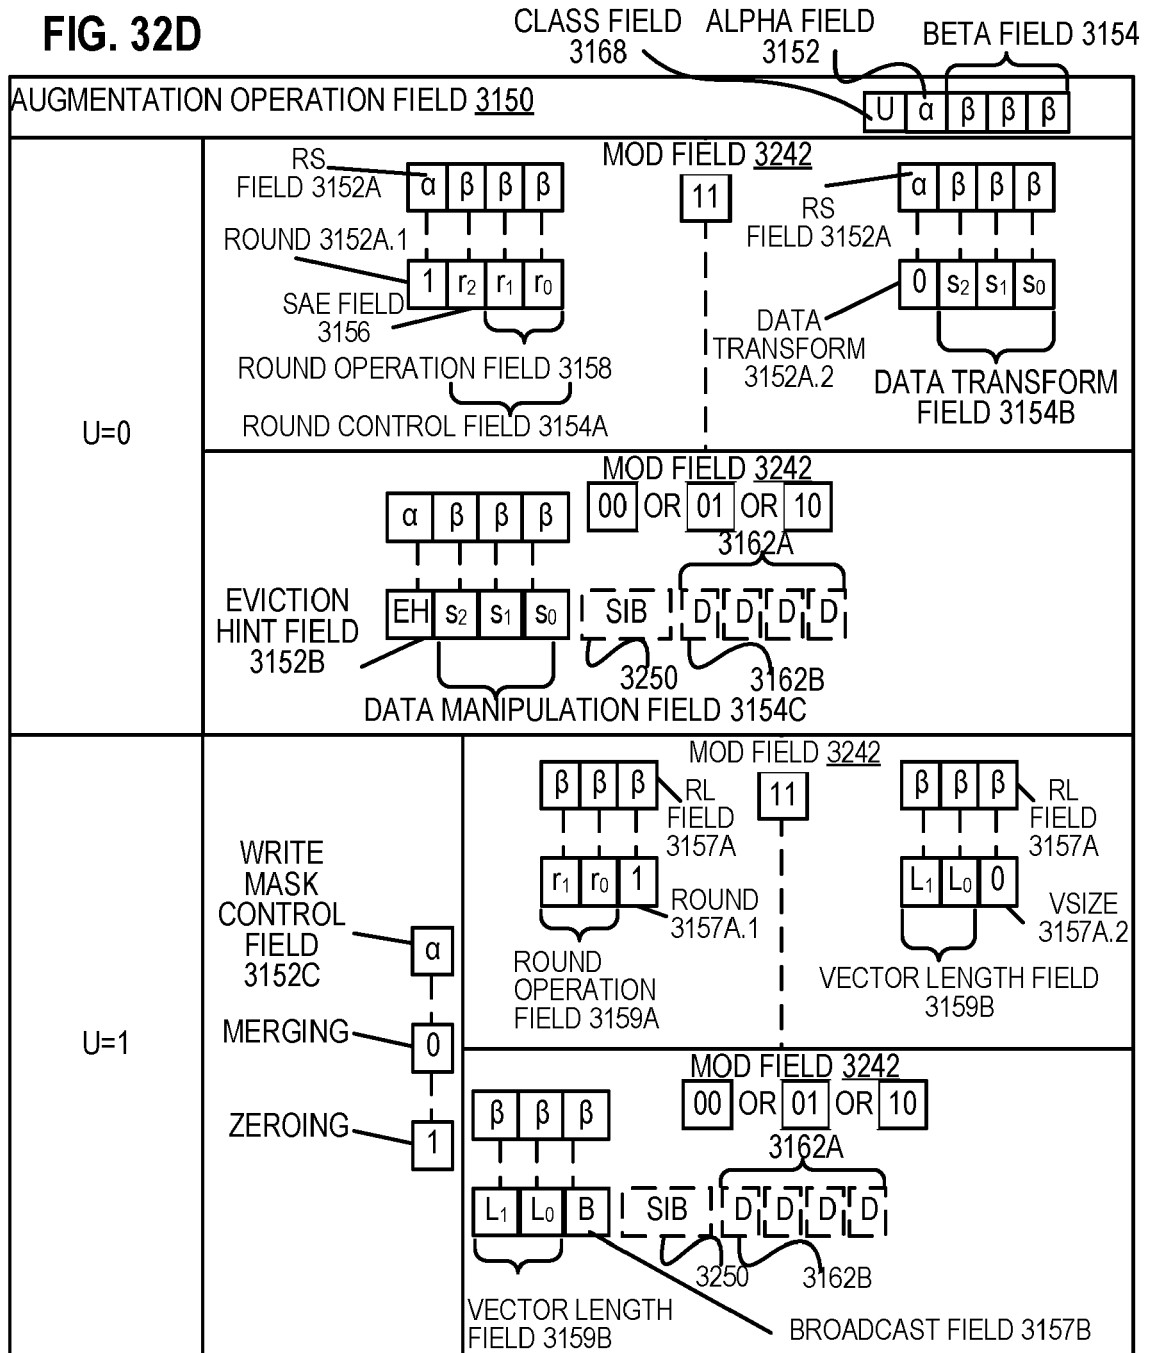 FIG. 32D
CLASS FIELD
3168
ALPHA FIELD
3152
BETA FIELD 3154
AUGMENTATION OPERATION FIELD 3150
U α β β β
U=0
RS
FIELD 3152A
α β β β
MOD FIELD 3242
11
α β β β
RS
FIELD 3152A
ROUND 3152A.1
1 r2 r1 r0
0 s2 s1 s0
SAE FIELD
3156
DATA
TRANSFORM
3152A.2
ROUND OPERATION FIELD 3158
DATA TRANSFORM
FIELD 3154B
ROUND CONTROL FIELD 3154A
MOD FIELD 3242
00 OR 01 OR 10
α β β β
3162A
EVICTION
HINT FIELD
3152B
EH s2 s1 s0
SIB
D D D D
3250
3162B
DATA MANIPULATION FIELD 3154C
U=1
WRITE
MASK
CONTROL
FIELD
3152C
α
MERGING
0
ZEROING
1
MOD FIELD 3242
11
β β β
RL
FIELD
3157A
β β β
RL
FIELD
3157A
r1 r0 1
ROUND
3157A.1
L1 L0 0
VSIZE
3157A.2
ROUND
OPERATION
FIELD 3159A
VECTOR LENGTH FIELD
3159B
MOD FIELD 3242
00 OR 01 OR 10
β β β
3162A
L1 L0 B
SIB
D D D D
3250
3162B
VECTOR LENGTH
FIELD 3159B
BROADCAST FIELD 3157B